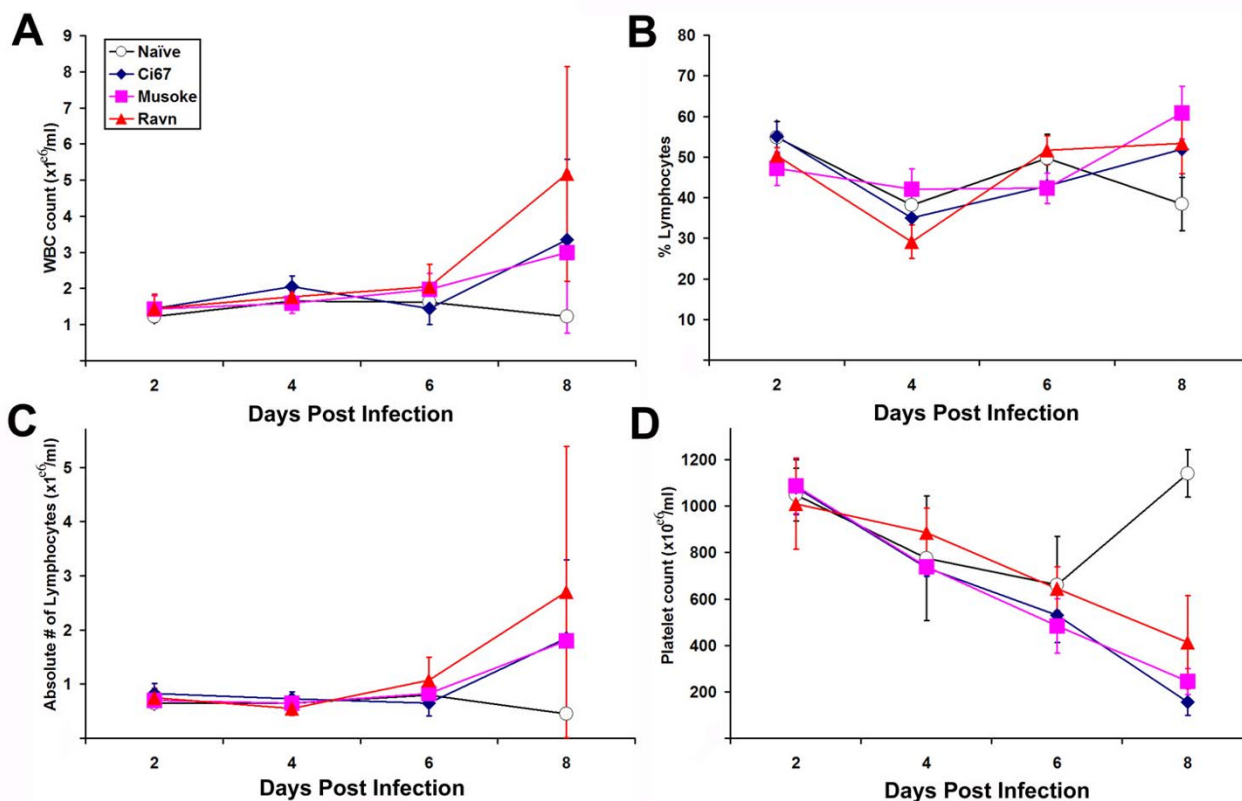 A
WBC count (x1e6/ml)
9
8
7
6
5
4
3
2
1
Naïve
Ci67
Musoke
Ravn
2 4 6 8
Days Post Infection
B
% Lymphocytes
80
70
60
50
40
30
20
10
2 4 6 8
Days Post Infection
C
Absolute # of Lymphocytes (x1e6/ml)
5
4
3
2
1
2 4 6 8
Days Post Infection
D
Platelet count (x10e6/ml)
1200
1000
800
600
400
200
2 4 6 8
Days Post Infection